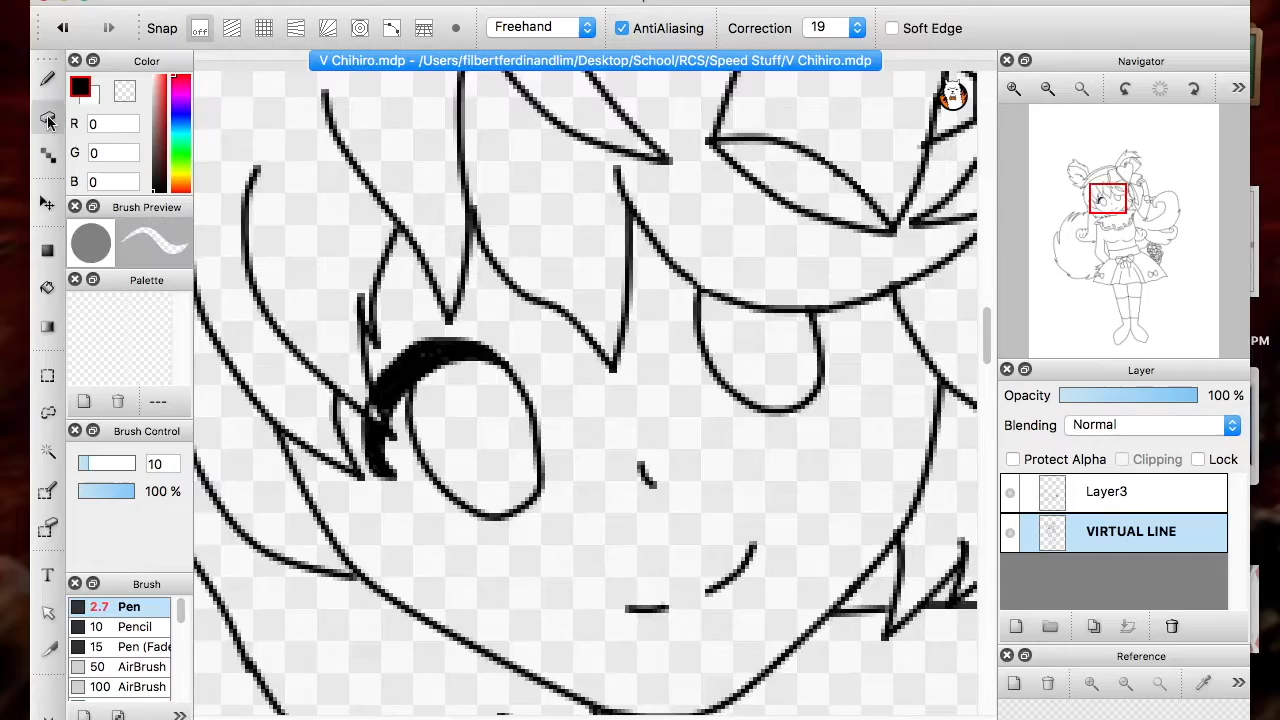 Snap
off
Freehand
AntiAliasing
Correction
19
Soft Edge
V Chihiro.mdp - /Users/filbertferdinandlim/Desktop/School/RCS/Speed Stuff/V Chihiro.mdp
Color
R 0
G 0
B 0
Brush Preview
Palette
---
Brush Control
10
100 %
Brush
2.7 Pen
10 Pencil
15 Pen (Fade
50 AirBrush
100 AirBrush
T
Navigator
PM
Layer
Opacity 100 %
Blending Normal
Protect Alpha Clipping Lock
Layer3
VIRTUAL LINE
Reference